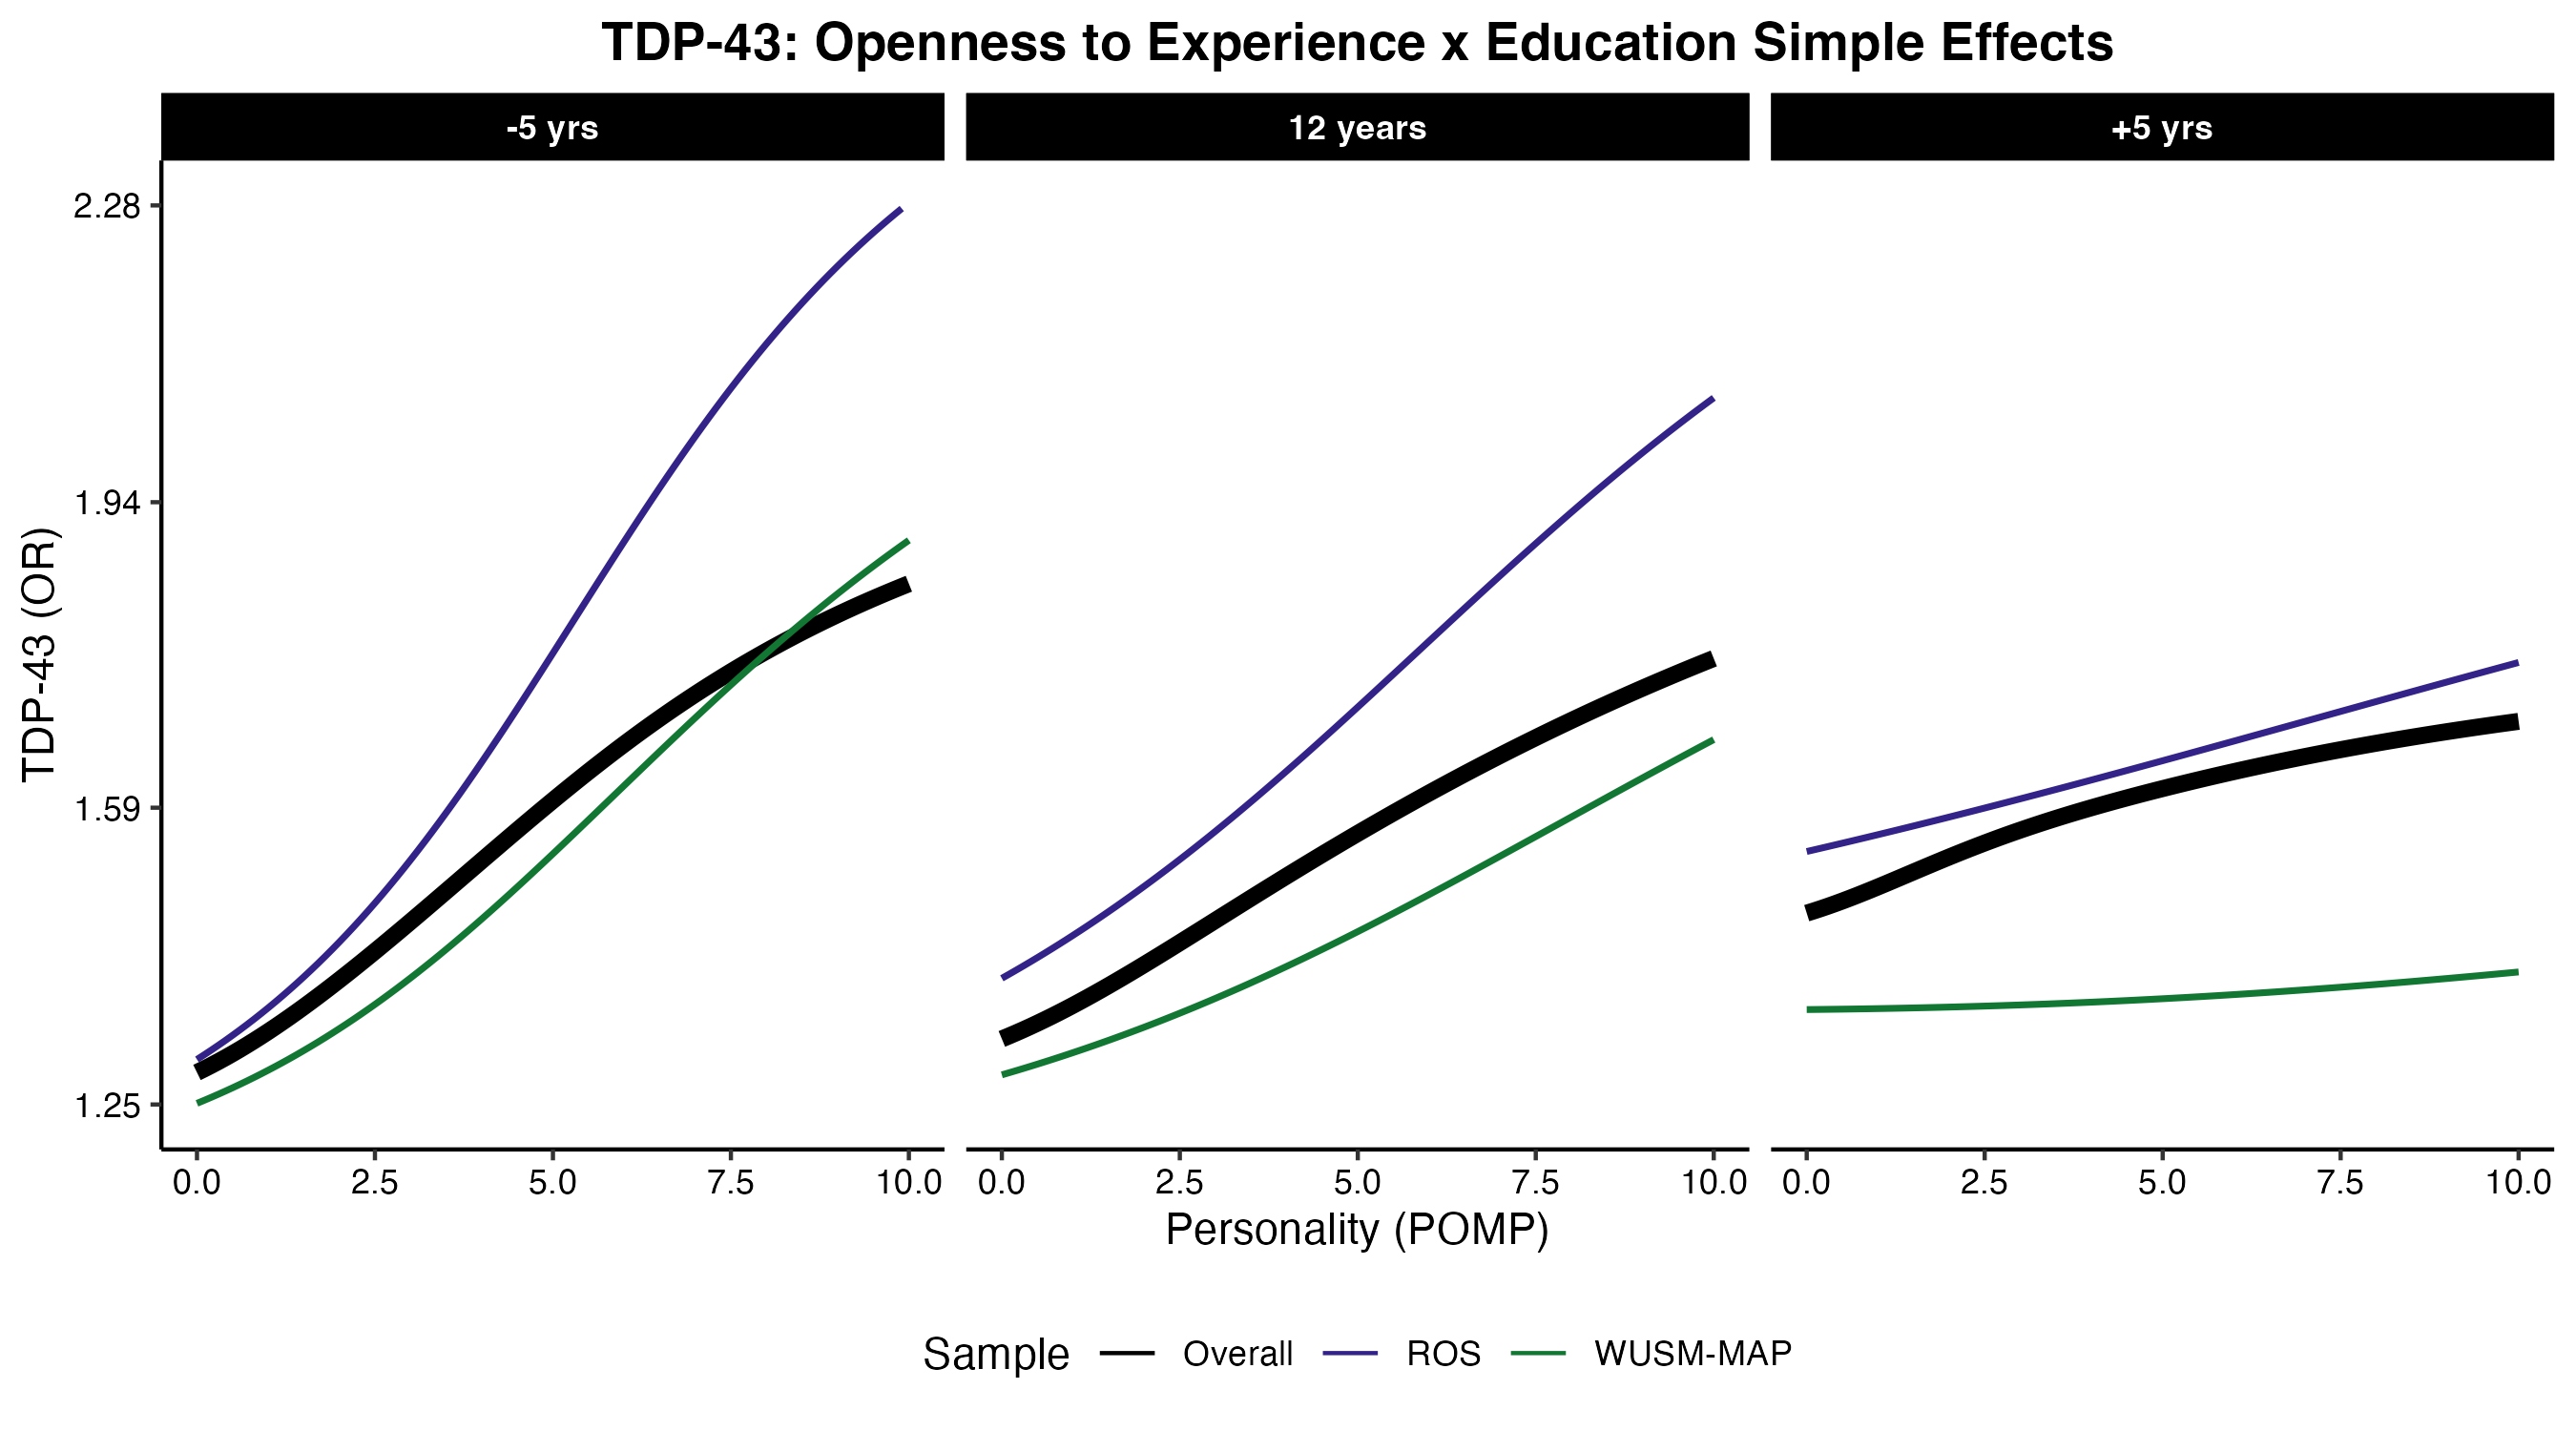 TDP-43: Openness to Experience x Education Simple Effects
-5 yrs 12 years +5 yrs
TDP-43 (OR)
2.28
1.94
1.59
1.25
0.0 2.5 5.0 7.5 10.0 0.0 2.5 5.0 7.5 10.0 0.0 2.5 5.0 7.5 10.0
Personality (POMP)
Sample Overall ROS WUSM-MAP